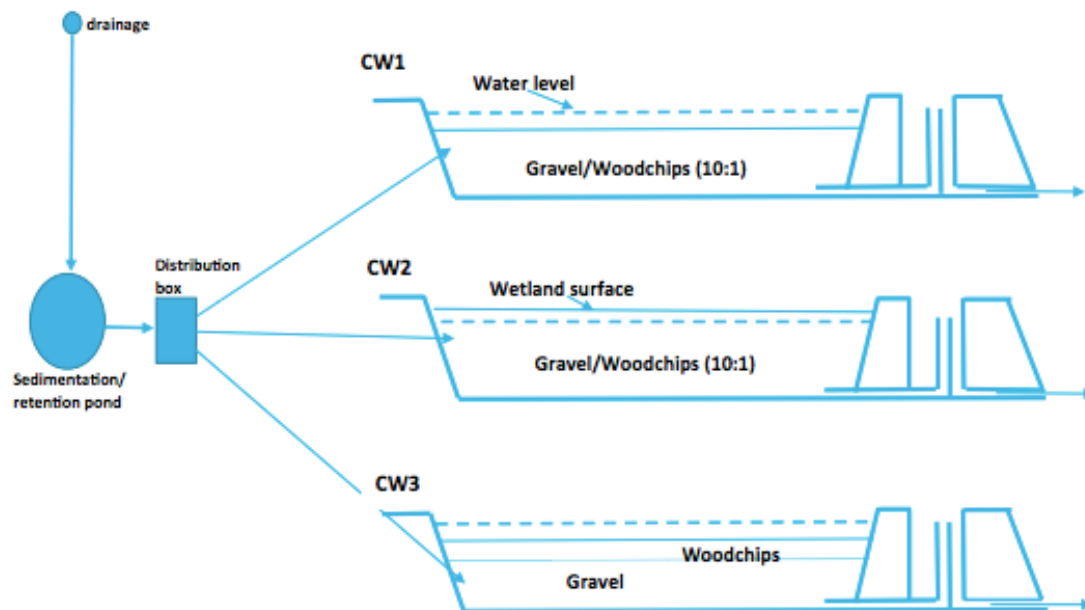 drainage
CW1
Water level
Gravel/Woodchips (10:1)
Distribution
box
CW2
Wetland surface
Gravel/Woodchips (10:1)
Sedimentation/
retention pond
CW3
Woodchips
Gravel